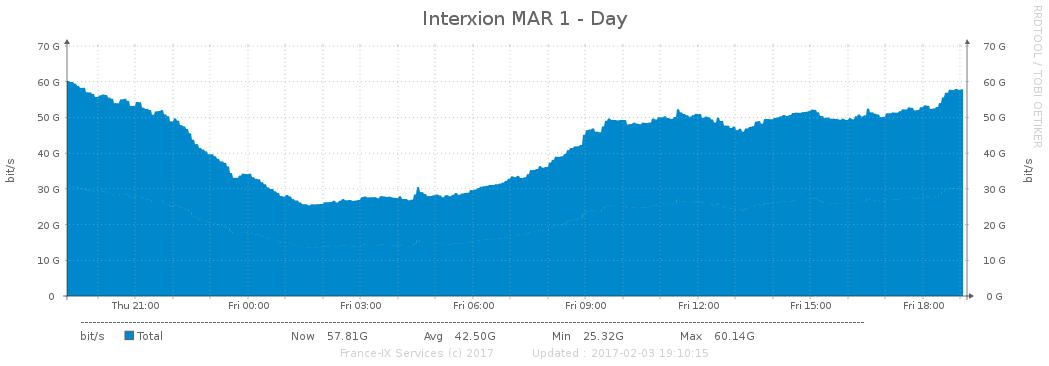 Interxion MAR 1 - Day
RRDTOOL / TOBI OETIKER
70 G 70 G
60 G 60 G
50 G 50 G
40 G 40 G
30 G 30 G
20 G 20 G
10 G 10 G
0 0 G
bit/s bit/s
Thu 21:00 Fri 00:00 Fri 03:00 Fri 06:00 Fri 09:00 Fri 12:00 Fri 15:00 Fri 18:00
bit/s Total Now 57.81G Avg 42.50G Min 25.32G Max 60.14G
France-IX Services (c) 2017 Updated : 2017-02-03 19:10:15